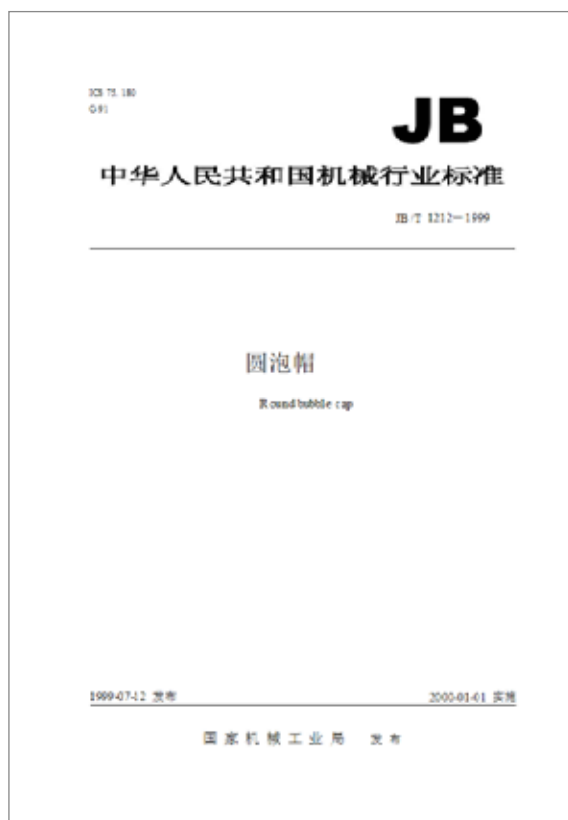 ICS 75.180
G 91
JB
中华人民共和国机械行业标准
JB/T 1212—1999
圆泡帽
Round bubble cap
1999-07-12 发布
2000-01-01 实施
国家机械工业局 发布